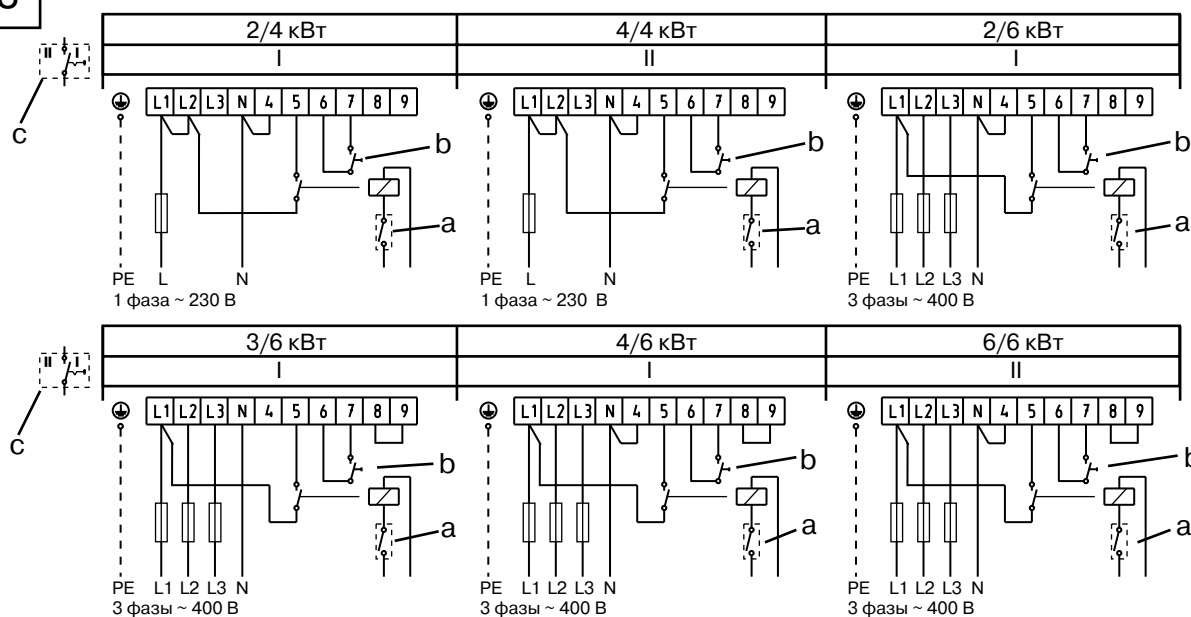 2/4 кВт 4/4 кВт 2/6 кВт
II I I II I
L1 L2 L3 N 4 5 6 7 8 9 L1 L2 L3 N 4 5 6 7 8 9 L1 L2 L3 N 4 5 6 7 8 9
c b b b
a a a
PE L N PE L N PE L1 L2 L3 N
1 фаза ~ 230 В 1 фаза ~ 230 В 3 фазы ~ 400 В
3/6 кВт 4/6 кВт 6/6 кВт
II I I I II
L1 L2 L3 N 4 5 6 7 8 9 L1 L2 L3 N 4 5 6 7 8 9 L1 L2 L3 N 4 5 6 7 8 9
c b b b
a a a
PE L1 L2 L3 N PE L1 L2 L3 N PE L1 L2 L3 N
3 фазы ~ 400 В 3 фазы ~ 400 В 3 фазы ~ 400 В